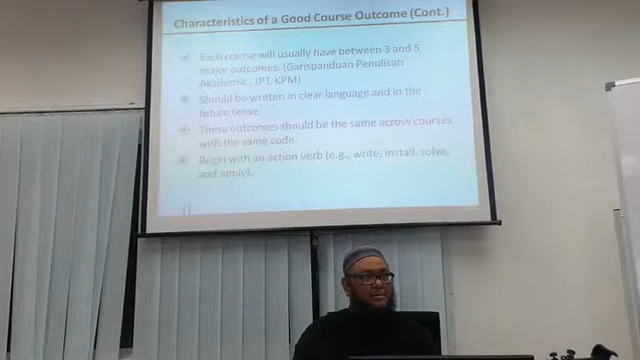 Characteristics of a Good Course Outcome (Cont.)
Each course will usually have between 3 and 5
major outcomes. (Garispanduan Penulisan
Akademik , JPT, KPM)
Should be written in clear language and in the
future tense
These outcomes should be the same across courses
with the same code.
Begin with an action verb (e.g., write, install, solve,
and apply).